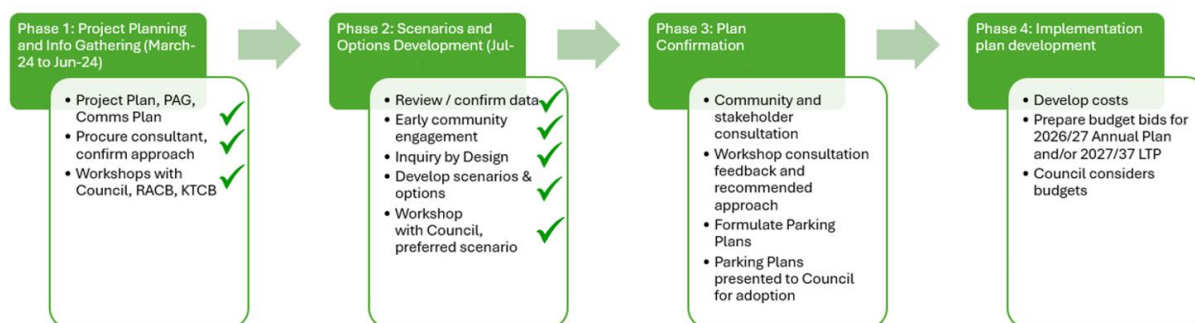 Phase 1: Project Planning
and Info Gathering (March-
24 to Jun-24)
• Project Plan, PAG,
Comms Plan
• Procure consultant,
confirm approach
• Workshops with
Council, RACB, KTCB
Phase 2: Scenarios and
Options Development (Jul-
• Review / confirm data
• Early community
engagement
• Inquiry by Design
• Develop scenarios &
options
• Workshop
with Council,
preferred scenario
Phase 3: Plan
Confirmation
• Community and
stakeholder
consultation
• Workshop consultation
feedback and
recommended
approach
• Formulate Parking
Plans
• Parking Plans
presented to Council
for adoption
Phase 4: Implementation
plan development
• Develop costs
• Prepare budget bids for
2026/27 Annual Plan
and/or 2027/37 LTP
• Council considers
budgets